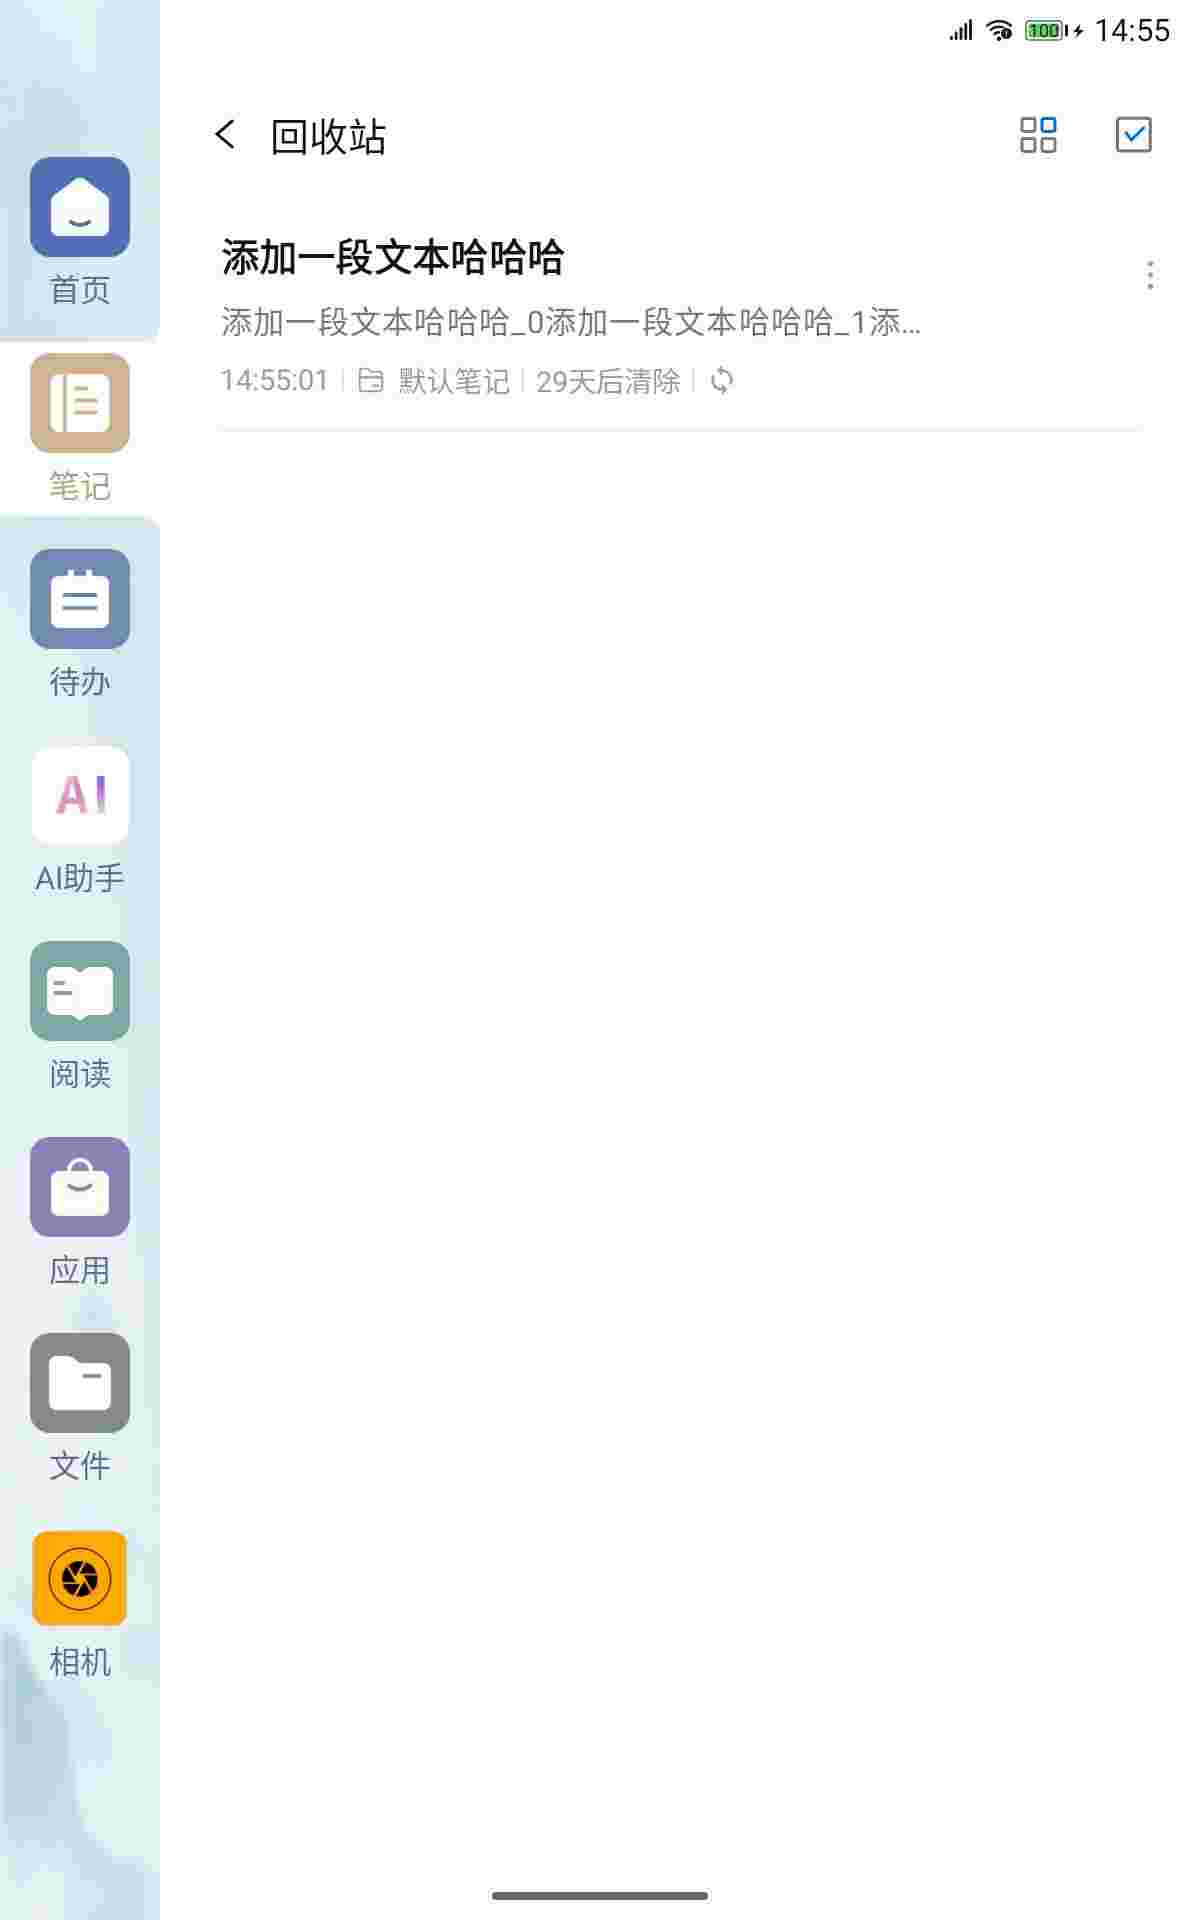 100 14:55
回收站
添加一段文本哈哈哈
添加一段文本哈哈哈_0添加一段文本哈哈哈_1添...
14:55:01 默认笔记 29天后清除
首页
笔记
待办
AI
AI助手
阅读
应用
文件
相机